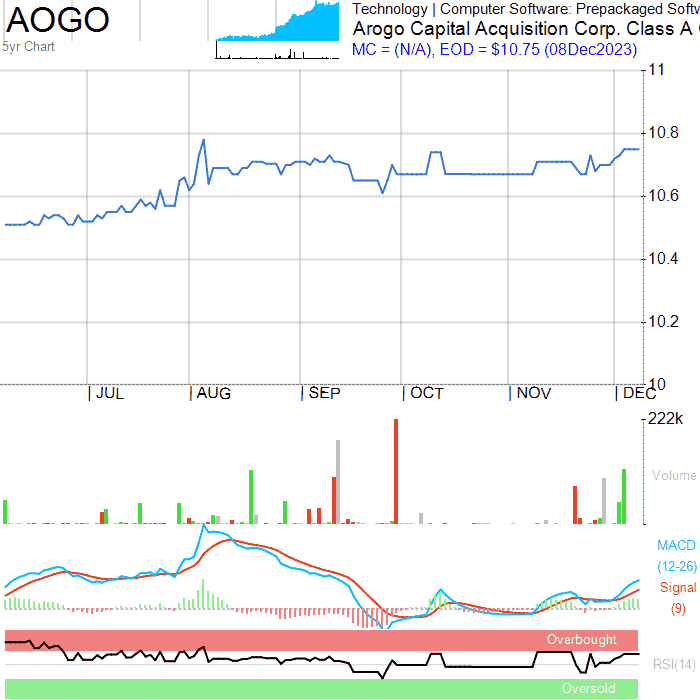 AOGO
5yr Chart
Technology | Computer Software: Prepackaged Softw
Arogo Capital Acquisition Corp. Class A
MC = (N/A), EOD = $10.75 (08Dec2023)
11
10.8
10.6
10.4
10.2
10
JUL
AUG
SEP
OCT
NOV
DEC
222k
Volume
MACD
(12-26)
Signal
(9)
Overbought
RSI(14)
Oversold